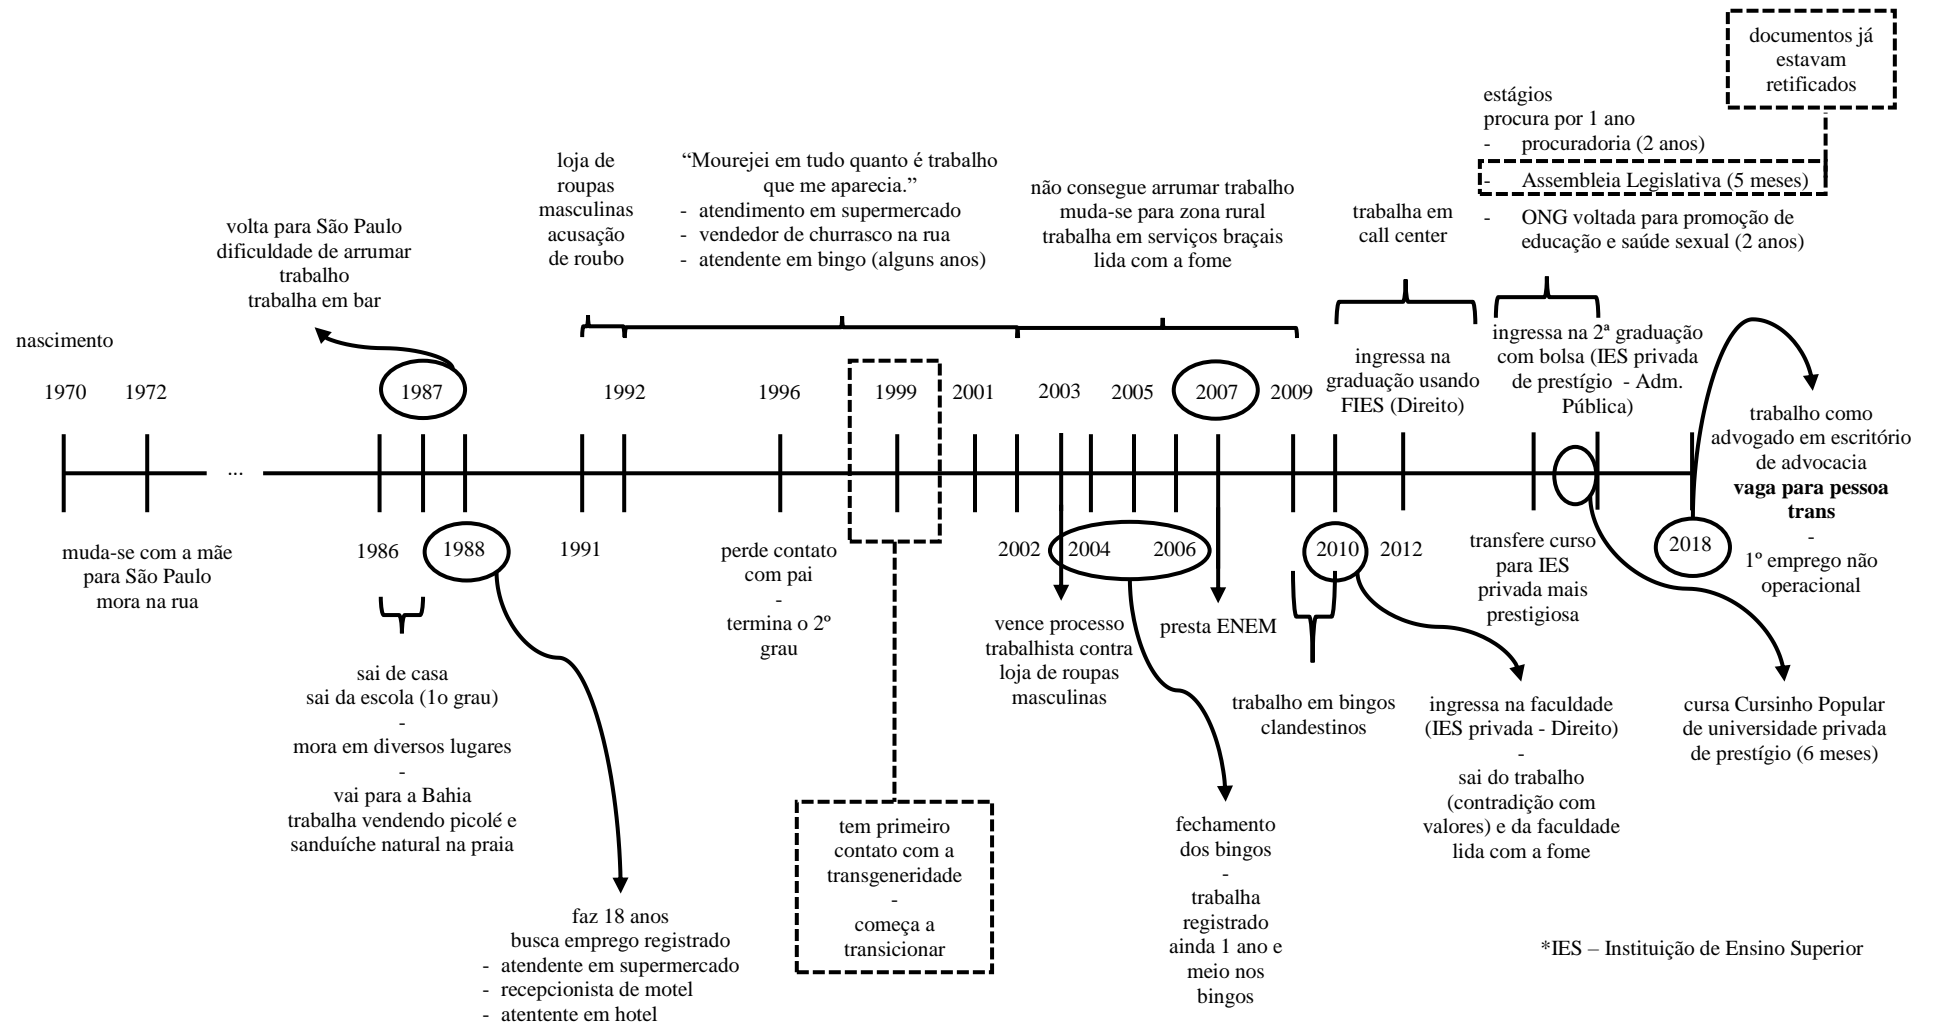 documentos já
estavam
retificados
estágios
procura por 1 ano
- procuradoria (2 anos)
- Assembleia Legislativa (5 meses)
- ONG voltada para promoção de
educação e saúde sexual (2 anos)
loja de
roupas
masculinas
acusação
de roubo
“Mourejei em tudo quanto é trabalho
que me aparecia.”
- atendimento em supermercado
- vendedor de churrasco na rua
- atendente em bingo (alguns anos)
não consegue arrumar trabalho
muda-se para zona rural
trabalha em serviços braçais
lida com a fome
trabalha em
call center
volta para São Paulo
dificuldade de arrumar
trabalho
trabalha em bar
nascimento
ingressa na
graduação usando
FIES (Direito)
ingressa na 2ª graduação
com bolsa (IES privada
de prestígio - Adm.
Pública)
1970
1972
1987
1992
1996
1999
2001
2003
2005
2007
2009
trabalho como
advogado em escritório
de advocacia
vaga para pessoa
trans
-
1º emprego não
operacional
...
muda-se com a mãe
para São Paulo
mora na rua
1986
1988
1991
perde contato
com pai
-
termina o 2º
grau
2002
2004
2006
2010
2012
transfere curso
para IES
privada mais
prestigiosa
2018
sai de casa
sai da escola (1o grau)
-
mora em diversos lugares
-
vai para a Bahia
trabalha vendendo picolé e
sanduíche natural na praia
vence processo
trabalhista contra
loja de roupas
masculinas
presta ENEM
trabalho em bingos
clandestinos
ingressa na faculdade
(IES privada - Direito)
-
sai do trabalho
(contradição com
valores) e da faculdade
lida com a fome
cursa Cursinho Popular
de universidade privada
de prestígio (6 meses)
tem primeiro
contato com a
transgeneridade
-
começa a
transicionar
fechamento
dos bingos
-
trabalha
registrado
ainda 1 ano e
meio nos
bingos
faz 18 anos
busca emprego registrado
- atendente em supermercado
- recepcionista de motel
- atentente em hotel
*IES – Instituição de Ensino Superior